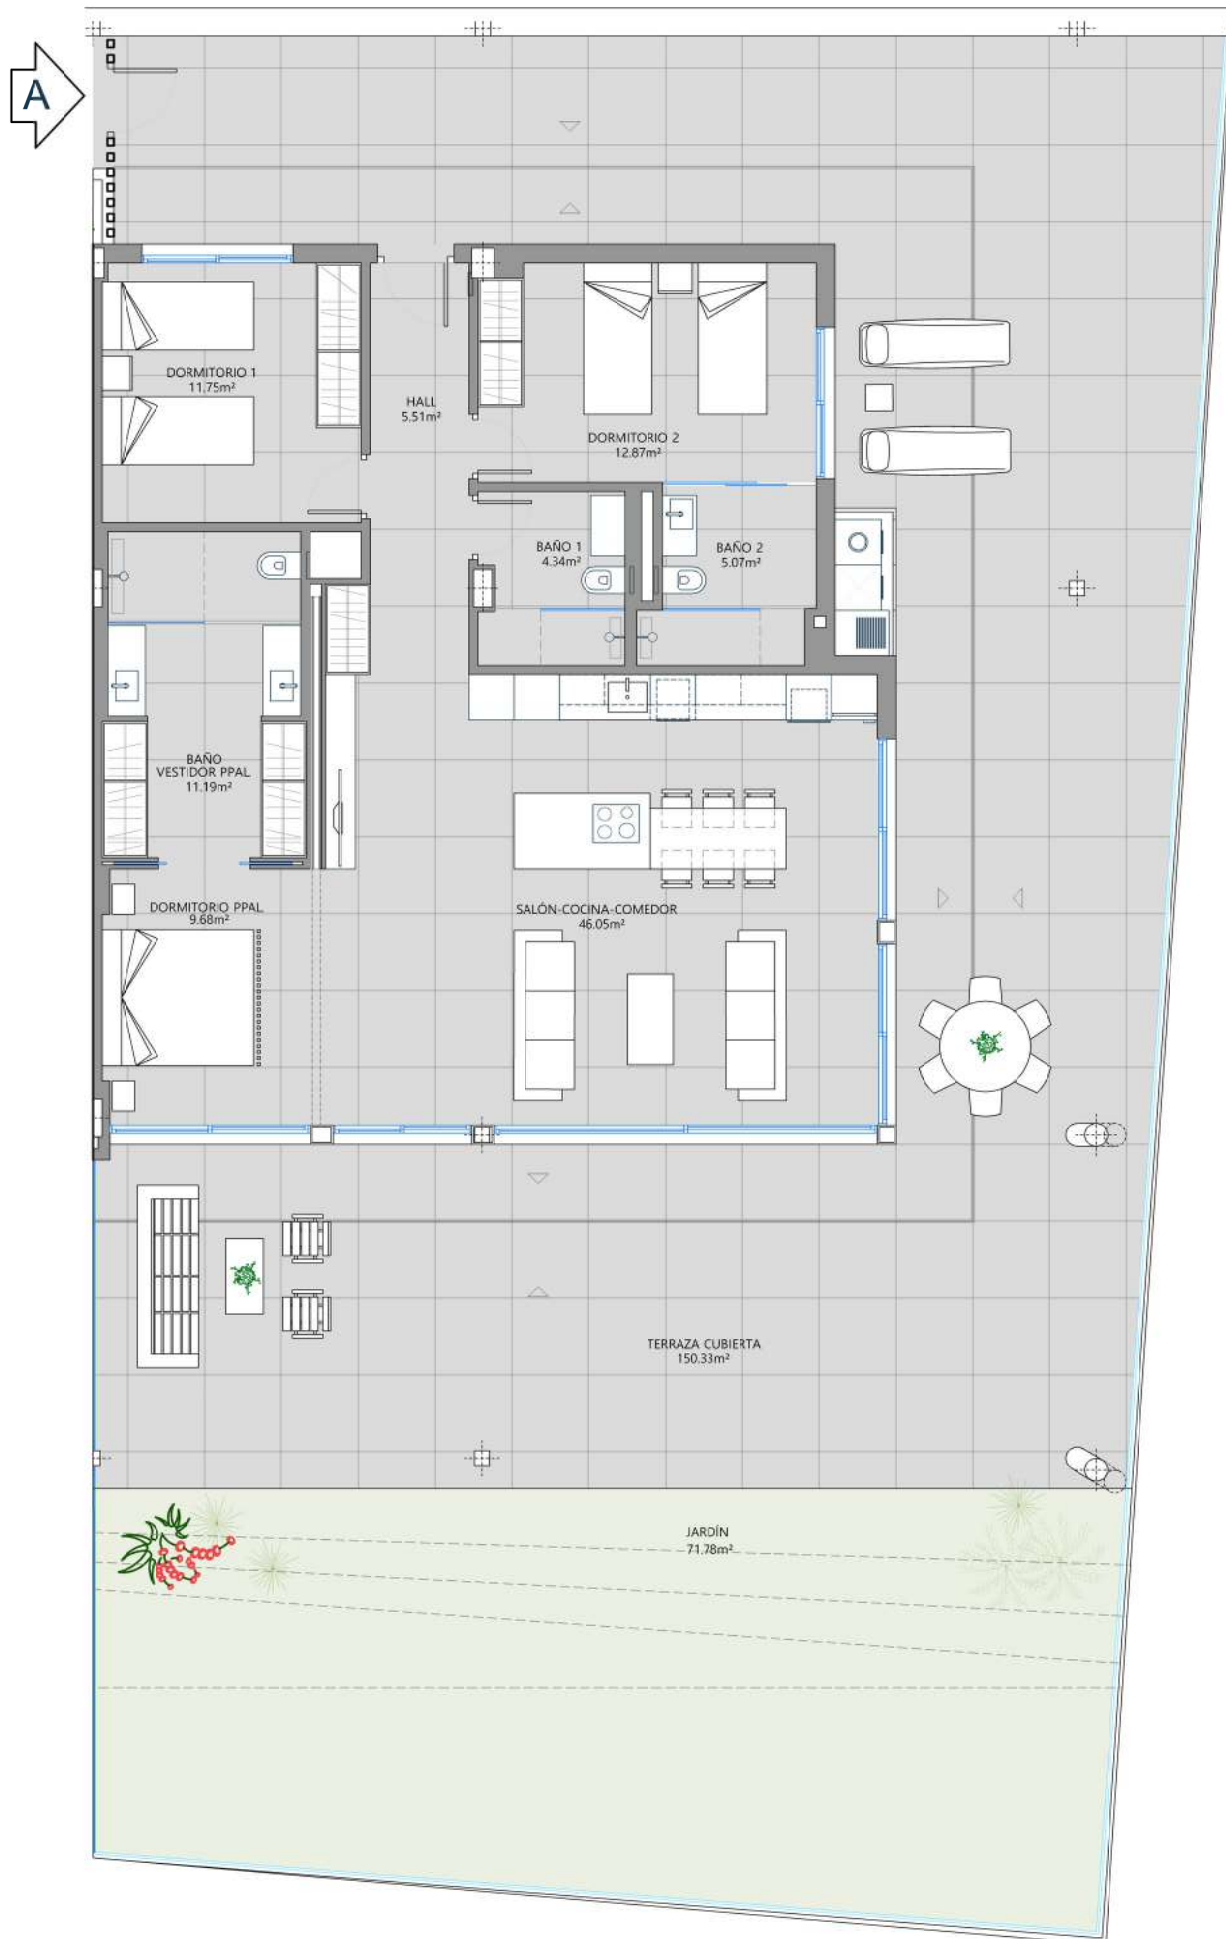 A
DORMITORIO 1
11.75m²
HALL
5.51m²
DORMITORIO 2
12.87m²
BAÑO 1
4.34m²
BAÑO 2
5.07m²
BAÑO
VESTIDOR PPAL
11.19m²
DORMITORIO PPAL
9.68m²
SALÓN-COCINA-COMEDOR
46.05m²
TERRAZA CUBIERTA
150.33m²
JARDÍN
71.78m²